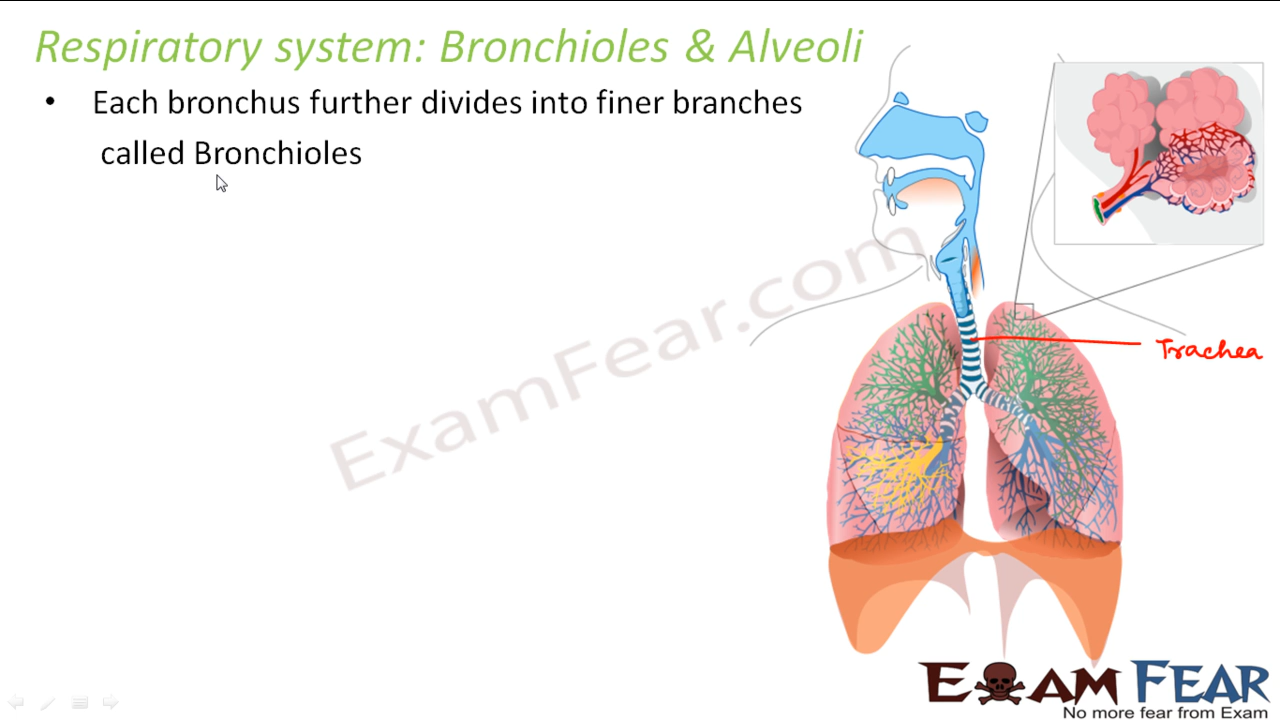 Respiratory system: Bronchioles & Alveoli
• Each bronchus further divides into finer branches
called Bronchioles
Trachea
ExamFear.com
EXAM FEAR
No more fear from Exam